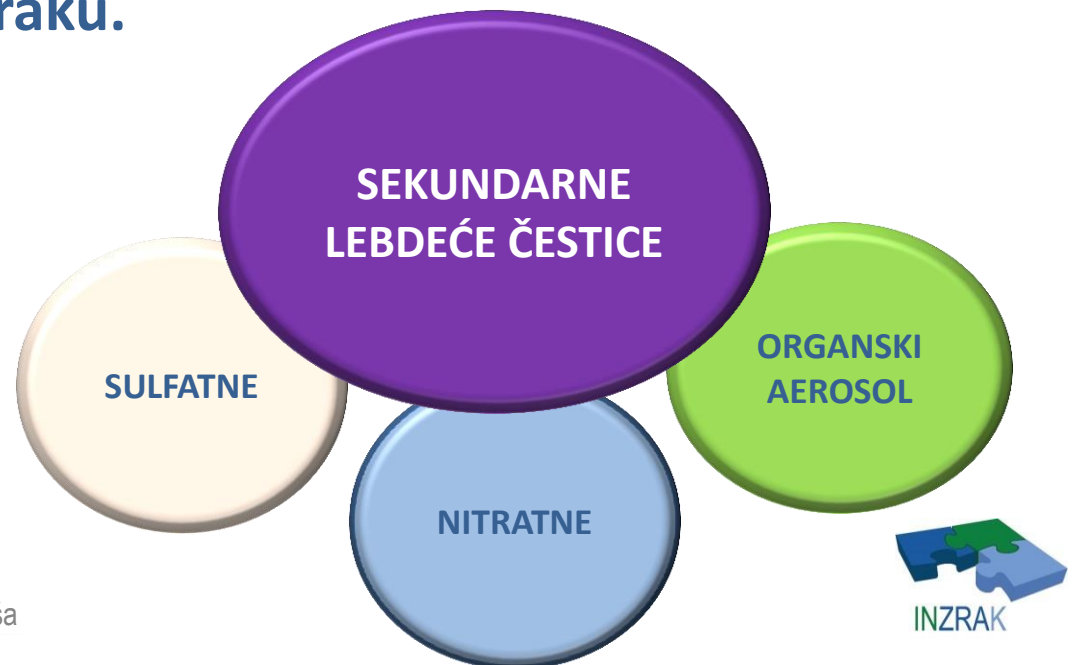 raku.
SEKUNDARNE
LEBDEĆE ČESTICE
SULFATNE
ORGANSKI
AEROSOL
NITRATNE
INZRAK